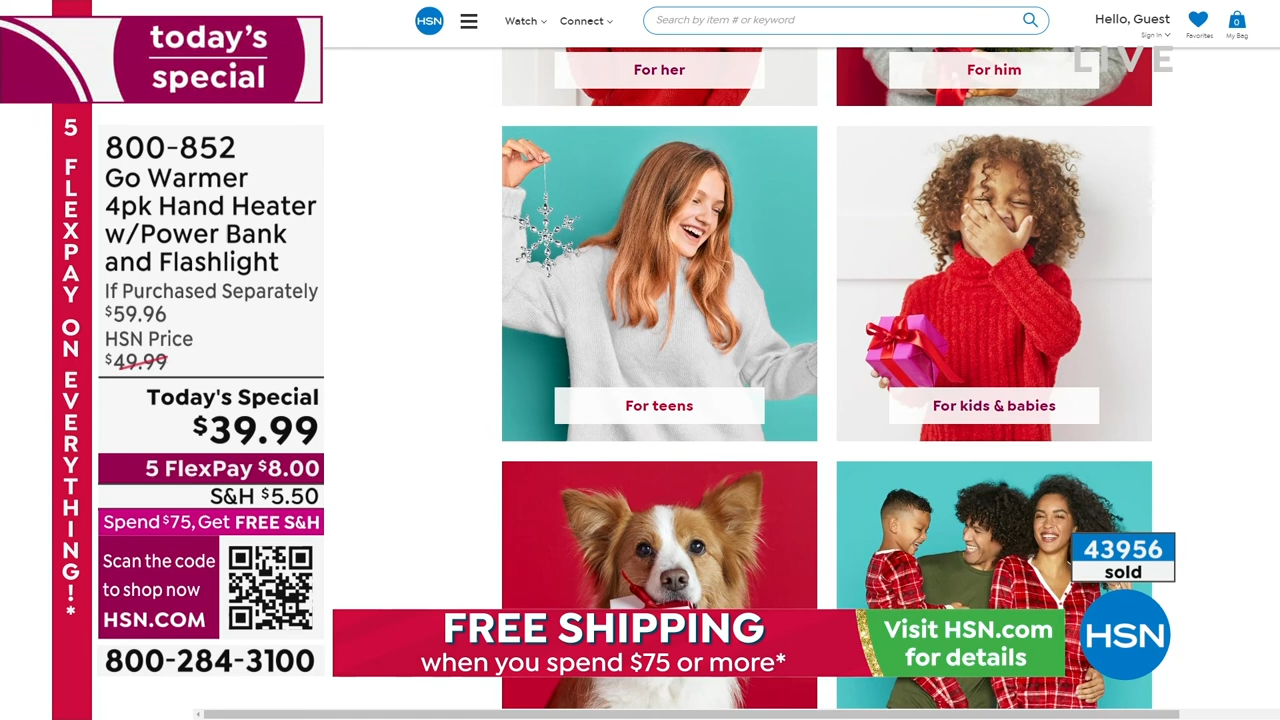 today's
special
5 FLEXPAY ON EVERYTHING!*
800-852
Go Warmer
4pk Hand Heater
w/Power Bank
and Flashlight
If Purchased Separately
$59.96
HSN Price
$49.99
Today's Special
$39.99
5 FlexPay $8.00
S&H $5.50
Spend $75, Get FREE S&H
Scan the code
to shop now
HSN.COM
800-284-3100
HSN
Watch
Connect
Search by item # or keyword
Hello, Guest
Sign in
Favorites
0
My Bag
LIVE
For her
For him
For teens
For kids & babies
43956
sold
FREE SHIPPING
when you spend $75 or more*
Visit HSN.com
for details
HSN